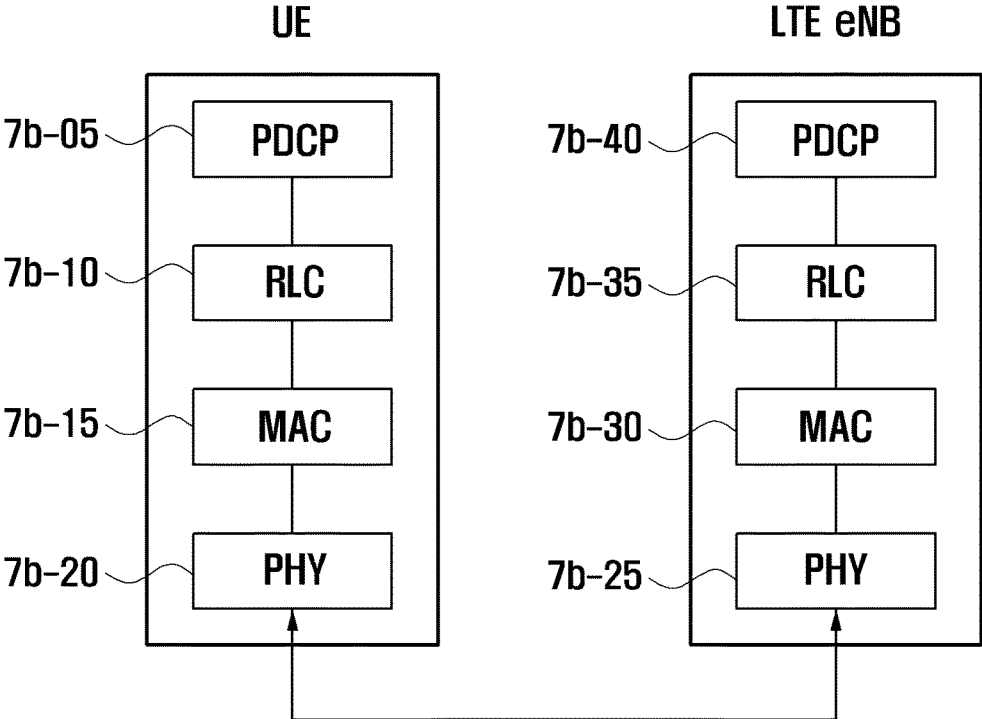 UE LTE eNB
7b-05 PDCP 7b-40 PDCP
7b-10 RLC 7b-35 RLC
7b-15 MAC 7b-30 MAC
7b-20 PHY 7b-25 PHY